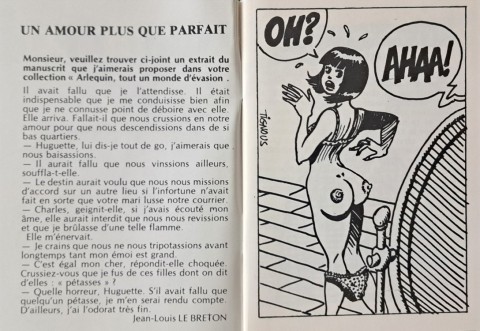 UN AMOUR PLUS QUE PARFAIT
Monsieur, veuillez trouver ci-joint un extrait du
manuscrit que j'aimerais proposer dans votre
collection « Arlequin, tout un monde d'évasion ».
Il avait fallu que je l'attendisse. Il était
indispensable que je me conduisisse bien afin
que je ne connusse point de déboire avec elle.
Elle arriva. Fallait-il que nous crussions en notre
amour pour que nous descendissions dans de si
bas quartiers.
— Huguette, lui dis-je tout de go, j'aimerais que
nous baisassions.
— Il aurait fallu que nous vinssions ailleurs,
souffla-t-elle.
— Le destin aurait voulu que nous nous missions
d'accord sur un autre lieu si l'infortune n'avait
fait en sorte que votre mari lusse notre courrier.
— Charles, geignit-elle, si j'avais écouté mon
âme, elle aurait interdit que nous nous revissions
et que je brûlasse d'une telle flamme.
Elle m'énervait.
— Je crains que nous ne nous tripotassions avant
longtemps tant mon émoi est grand.
— C'est égal mon cher, répondit-elle choquée.
Crussiez-vous que je fus de ces filles dont on dit
d'elles : « pétasses » ?
— Quelle horreur, Huguette. S'il avait fallu que
quelqu'un pétasse, je m'en serai rendu compte.
D'ailleurs, j'ai l'odorat très fin.
Jean-Louis LE BRETON
OH?
AHAA!